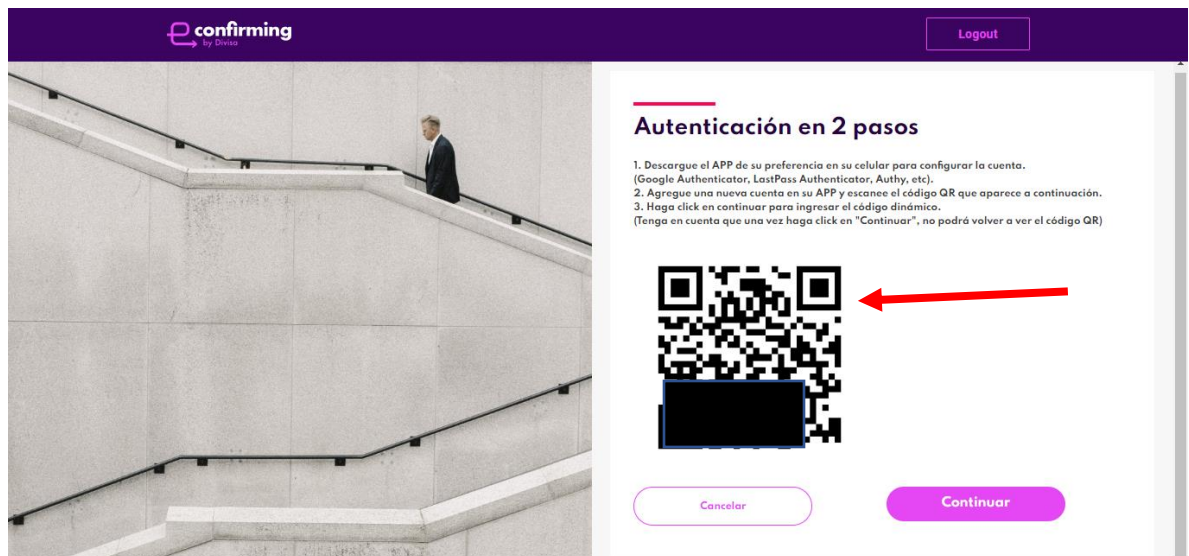 confirming
by Divisa
Logout
Autenticación en 2 pasos
1. Descargue el APP de su preferencia en su celular para configurar la cuenta.
(Google Authenticator, LastPass Authenticator, Authy, etc).
2. Agregue una nueva cuenta en su APP y escanee el código QR que aparece a continuación.
3. Haga click en continuar para ingresar el código dinámico.
(Tenga en cuenta que una vez haga click en "Continuar", no podrá volver a ver el código QR)
Cancelar
Continuar